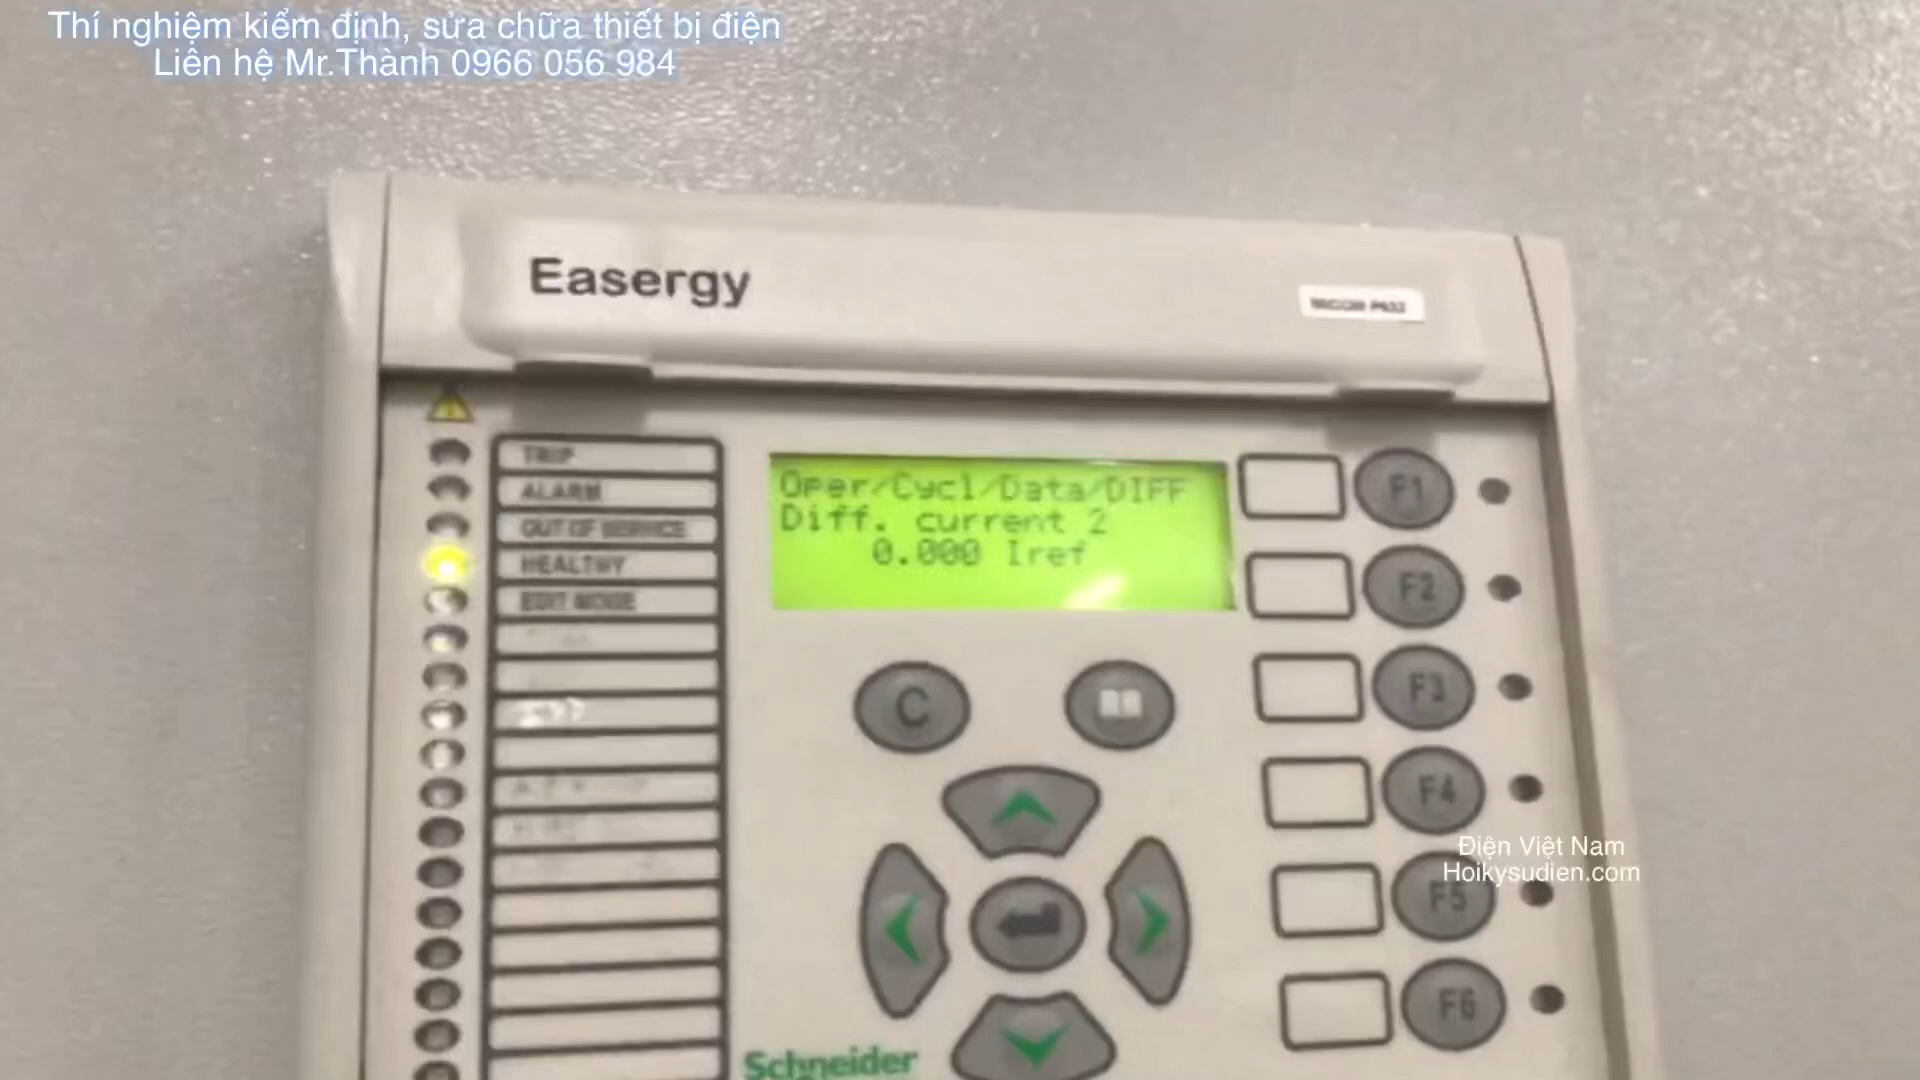 Thí nghiệm kiểm định, sửa chữa thiết bị điện
Liên hệ Mr.Thành 0966 056 984
Easergy
MICOM P632
TRIP
ALARM
OUT OF SERVICE
HEALTHY
EDIT MODE
Oper/Cycl/Data/DIFF
Diff. current 2
0.000 Iref
C
F1
F2
F3
F4
F5
F6
Điện Việt Nam
Hoikysudien.com
Schneider